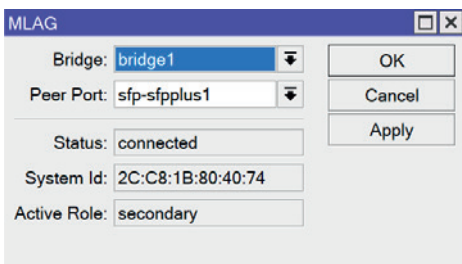 MLAG
Bridge: bridge1
OK
Peer Port: sfp-sfpplus1
Cancel
Apply
Status: connected
System Id: 2C:C8:1B:80:40:74
Active Role: secondary